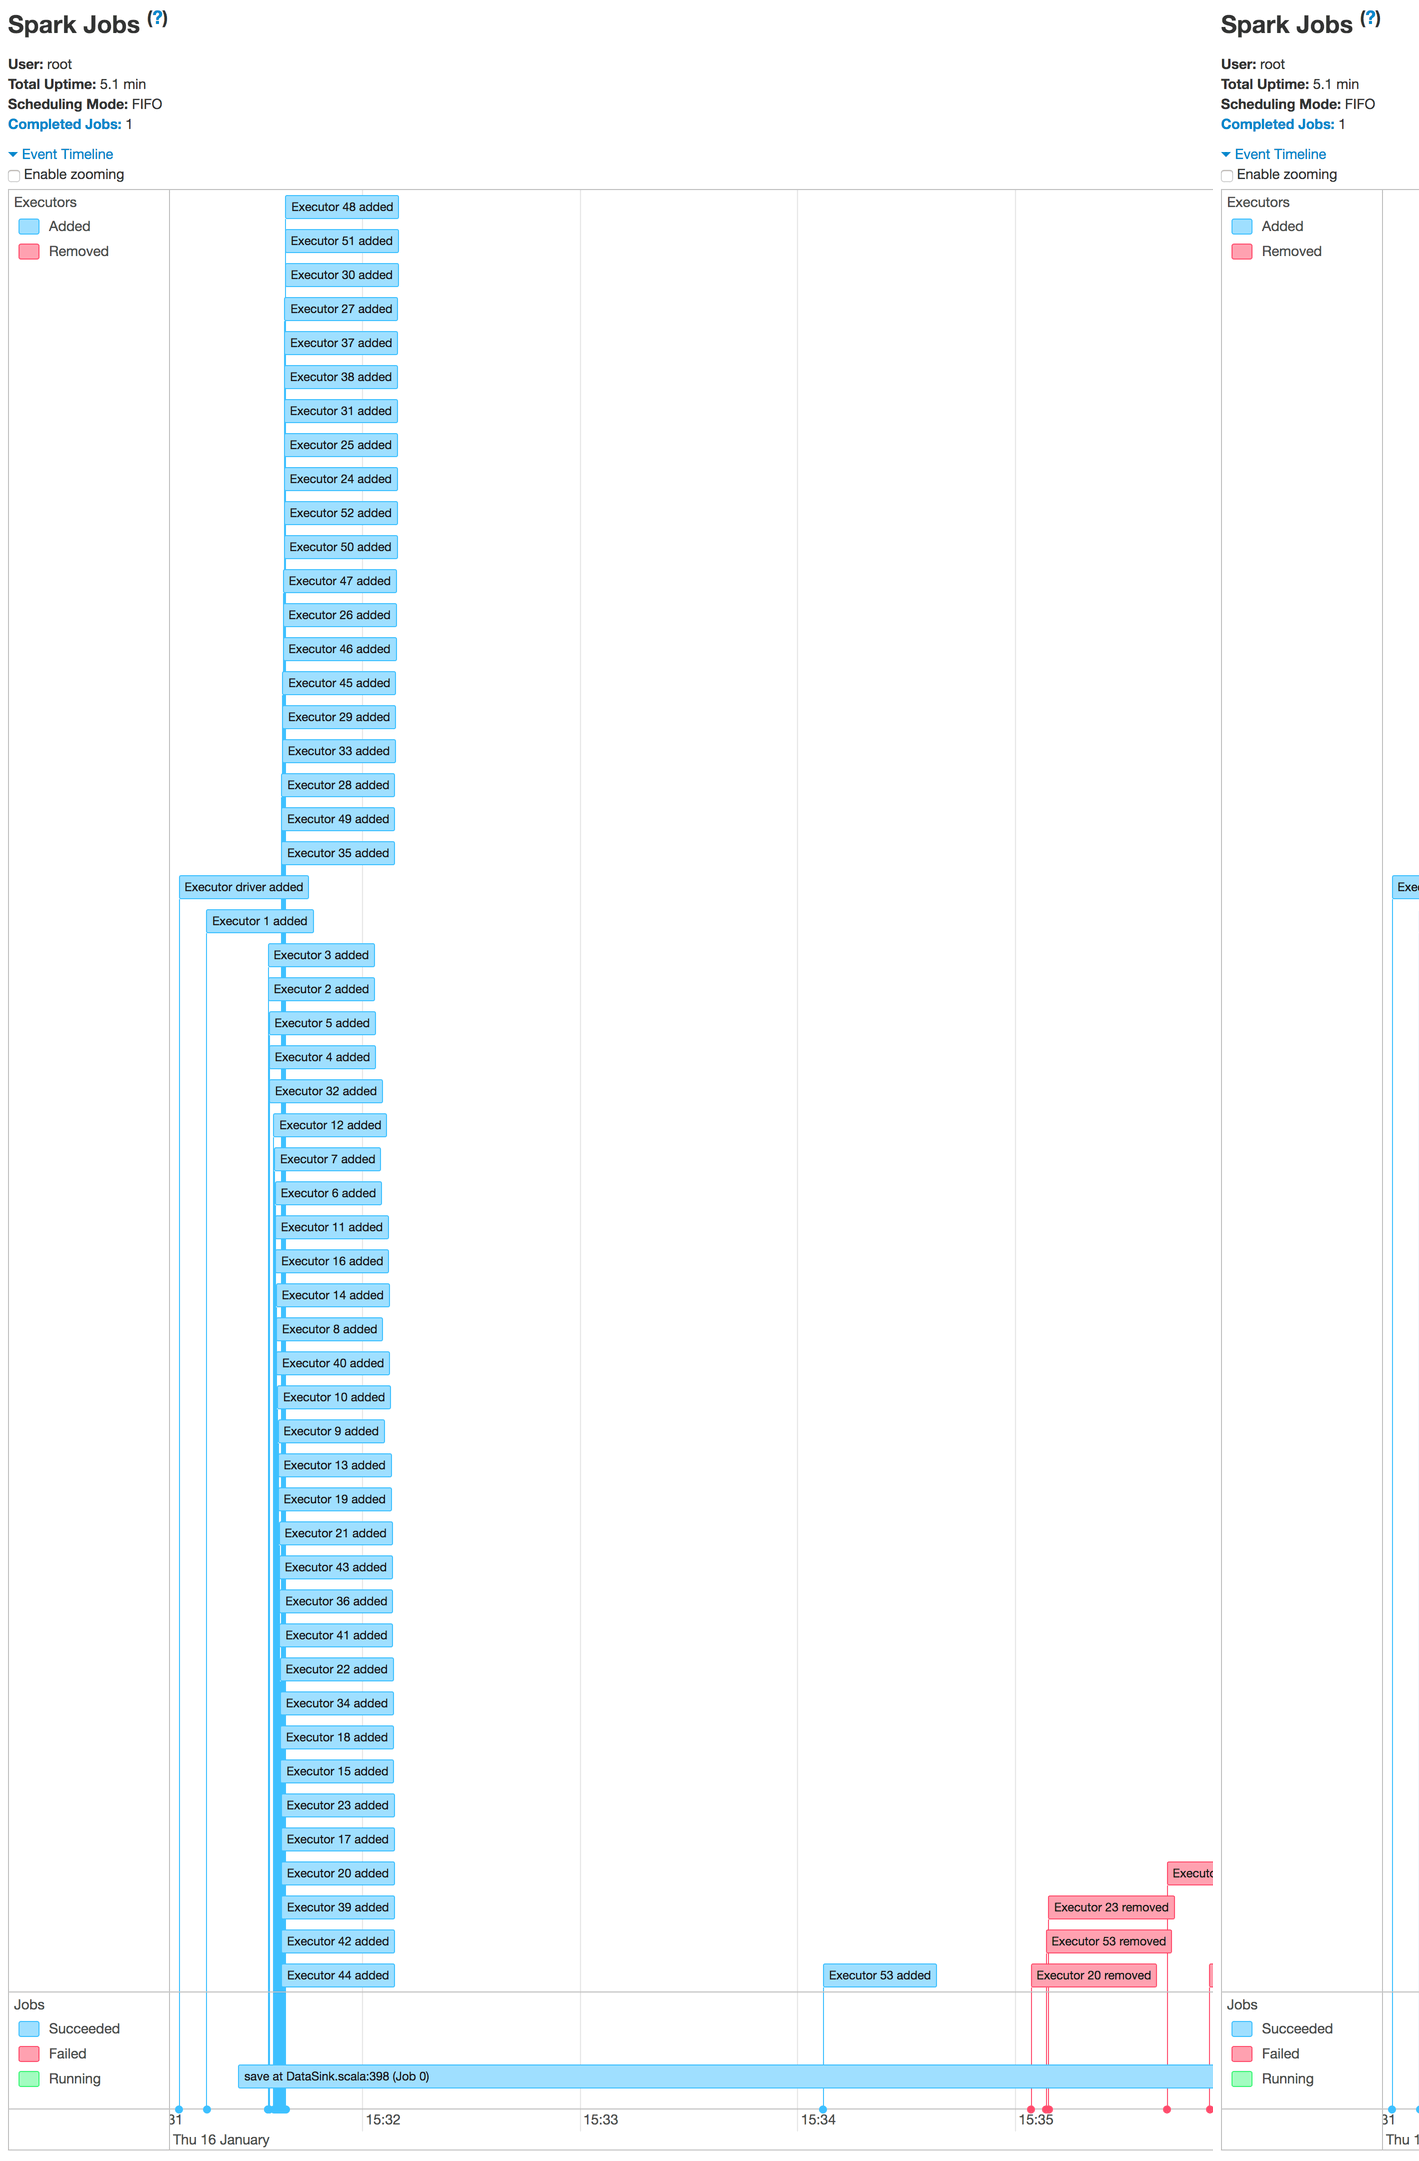 Spark Jobs (?)
User: root
Total Uptime: 5.1 min
Scheduling Mode: FIFO
Completed Jobs: 1
Event Timeline
Enable zooming
Executors
Added
Removed
Executor 48 added
Executor 51 added
Executor 30 added
Executor 27 added
Executor 37 added
Executor 38 added
Executor 31 added
Executor 25 added
Executor 24 added
Executor 52 added
Executor 50 added
Executor 47 added
Executor 26 added
Executor 46 added
Executor 45 added
Executor 29 added
Executor 33 added
Executor 28 added
Executor 49 added
Executor 35 added
Executor driver added
Executor 1 added
Executor 3 added
Executor 2 added
Executor 5 added
Executor 4 added
Executor 32 added
Executor 12 added
Executor 7 added
Executor 6 added
Executor 11 added
Executor 16 added
Executor 14 added
Executor 8 added
Executor 40 added
Executor 10 added
Executor 9 added
Executor 13 added
Executor 19 added
Executor 21 added
Executor 43 added
Executor 36 added
Executor 41 added
Executor 22 added
Executor 34 added
Executor 18 added
Executor 15 added
Executor 23 added
Executor 17 added
Executor 20 added
Executor 39 added
Executor 23 removed
Executor 42 added
Executor 53 removed
Executor 44 added
Executor 53 added
Executor 20 removed
Jobs
Succeeded
Failed
Running
save at DataSink.scala:398 (Job 0)
31
15:32
15:33
15:34
15:35
Thu 16 January
Spark Jobs (?)
User: root
Total Uptime: 5.1 min
Scheduling Mode: FIFO
Completed Jobs: 1
Event Timeline
Enable zooming
Executors
Added
Removed
Jobs
Succeeded
Failed
Running
31
Thu 1